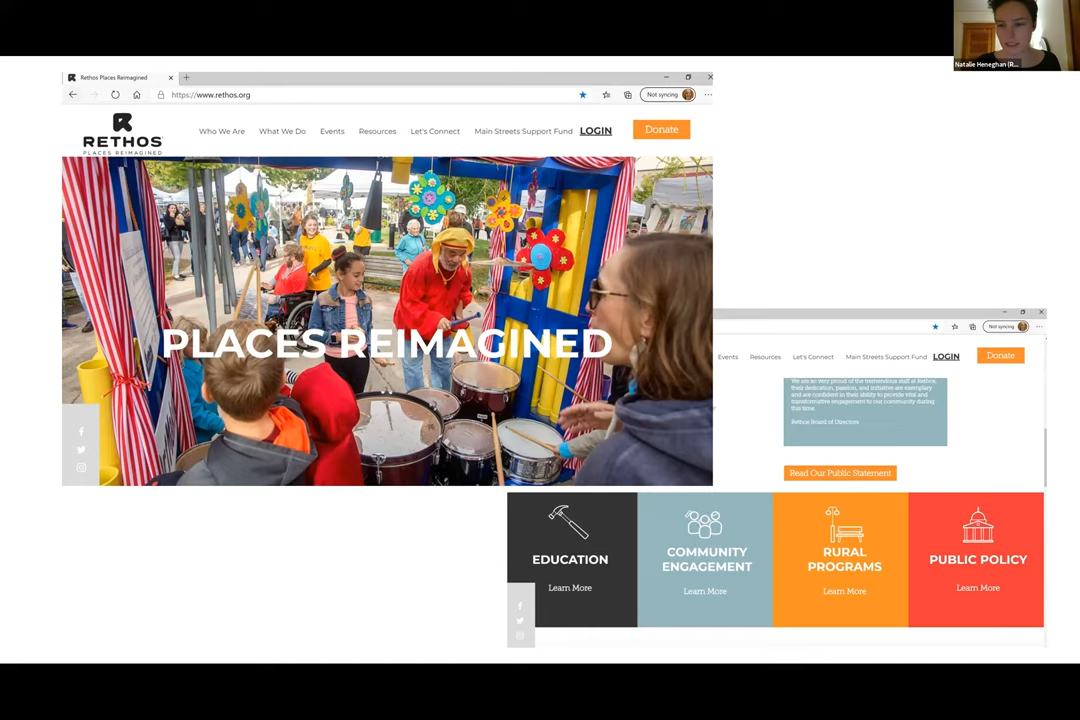 Natalie Heneghan (R...
Rethos Places Reimagined
https://www.rethos.org
Not syncing
RETHOS
PLACES REIMAGINED
Who We Are
What We Do
Events
Resources
Let's Connect
Main Streets Support Fund
LOGIN
Donate
PLACES REIMAGINED
Not syncing
Events
Resources
Let's Connect
Main Streets Support Fund
LOGIN
Donate
We are so very proud of the tremendous staff at Rethos,
their dedication, passion, and initiative are exemplary
and are confident in their ability to provide vital and
transformative engagement to our community during
this time.
Rethos Board of Directors
Read Our Public Statement
EDUCATION
Learn More
COMMUNITY
ENGAGEMENT
Learn More
RURAL
PROGRAMS
Learn More
PUBLIC POLICY
Learn More